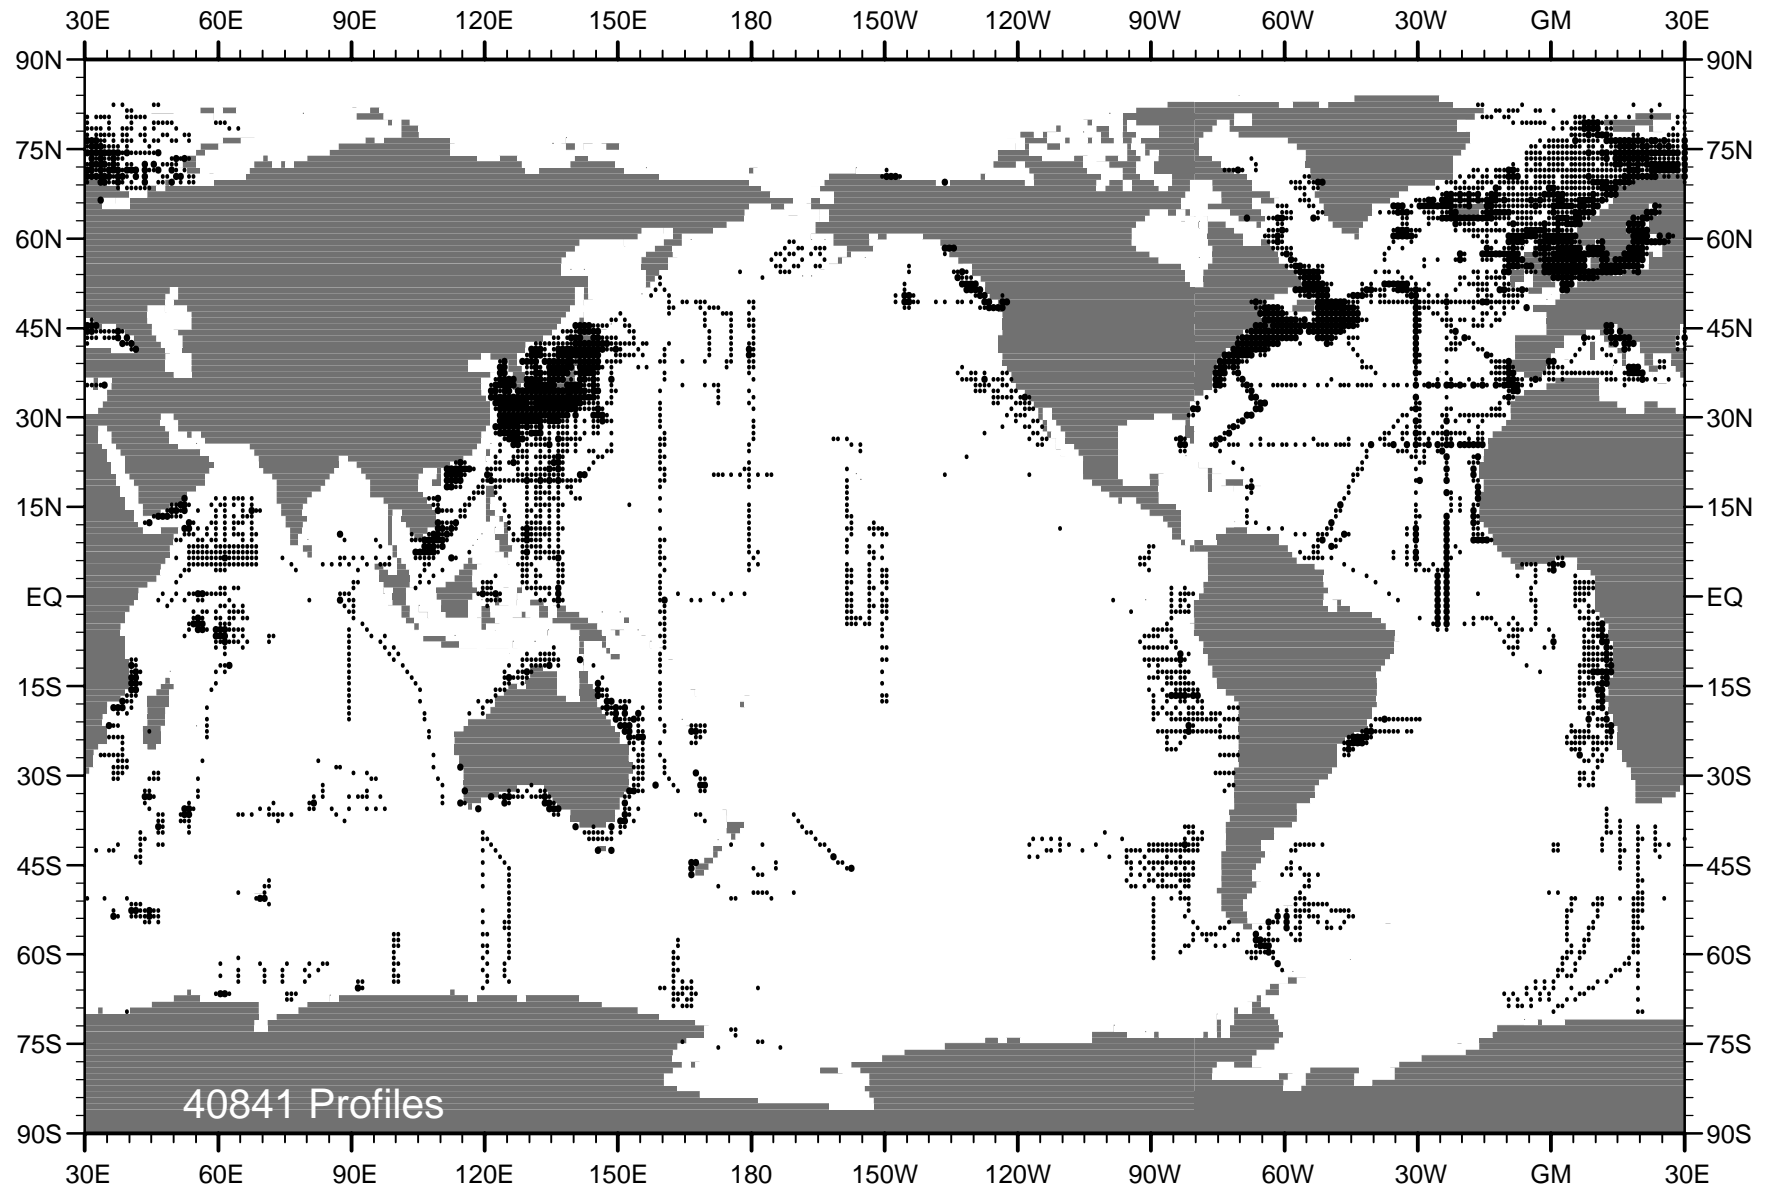 30E 60E 90E 120E 150E 180 150W 120W 90W 60W 30W GM 30E
90N 90N
75N 75N
60N 60N
45N 45N
30N 30N
15N 15N
EQ EQ
15S 15S
30S 30S
45S 45S
60S 60S
75S 75S
40841 Profiles
90S 90S
30E 60E 90E 120E 150E 180 150W 120W 90W 60W 30W GM 30E